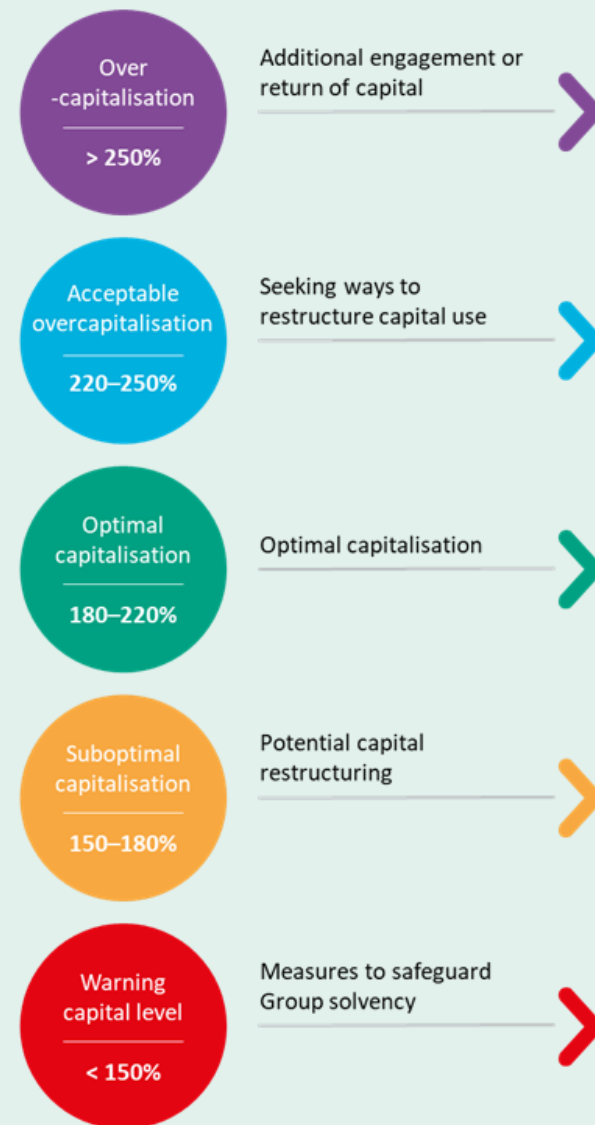 Over
-capitalisation
> 250%
Additional engagement or
return of capital
Acceptable
overcapitalisation
220–250%
Seeking ways to
restructure capital use
Optimal
capitalisation
180–220%
Optimal capitalisation
Suboptimal
capitalisation
150–180%
Potential capital
restructuring
Warning
capital level
< 150%
Measures to safeguard
Group solvency